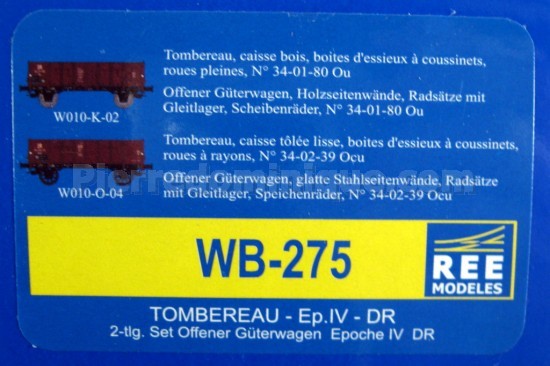 Tombereau, caisse bois, boites d'essieux à coussinets,
roues pleines, N° 34-01-80 Ou
Offener Güterwagen, Holzseitenwände, Radsätze mit
Gleitlager, Scheibenräder, N° 34-01-80 Ou
W010-K-02
Tombereau, caisse tôlée lisse, boites d'essieux à coussinets,
roues à rayons, N° 34-02-39 Ocu
Offener Güterwagen, glatte Stahlseitenwände, Radsätze
mit Gleitlager, Speichenräder, N° 34-02-39 Ocu
W010-O-04
WB-275
REE
MODELES
TOMBEREAU - Ep.IV - DR
2-tlg. Set Offener Güterwagen Epoche IV DR